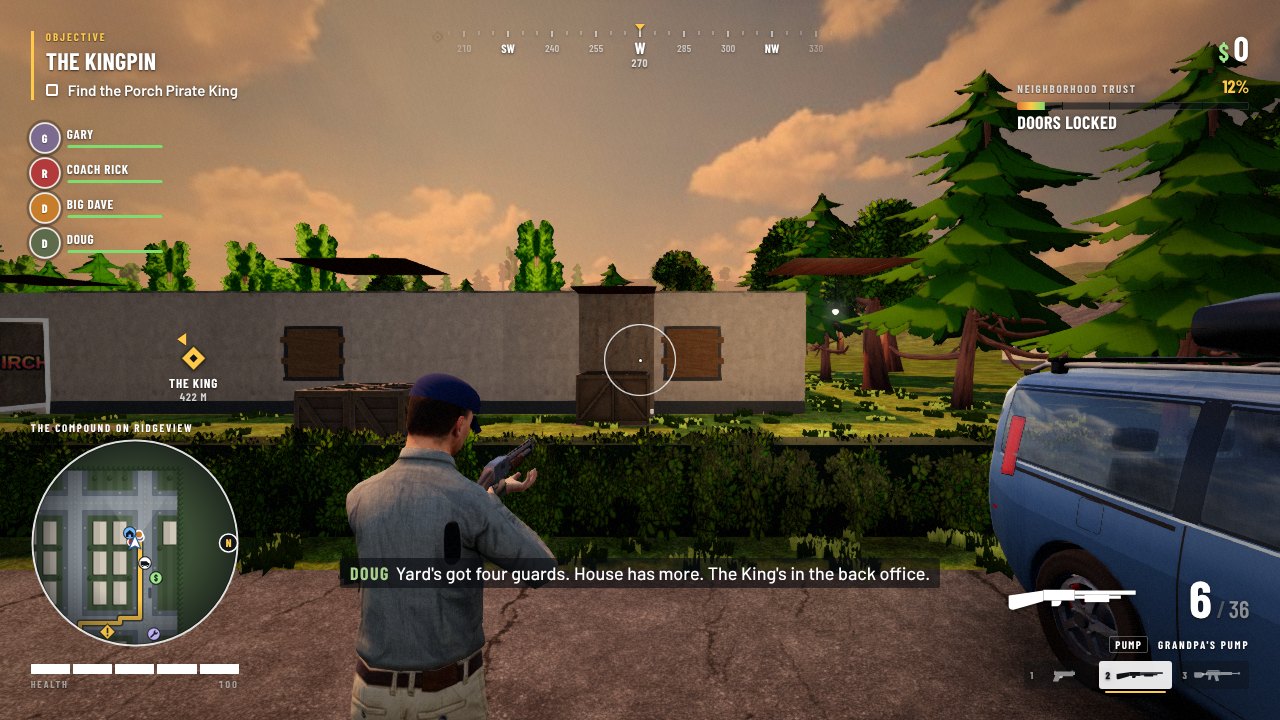 OBJECTIVE
THE KINGPIN
Find the Porch Pirate King
210 SW 240 255 W 285 300 NW 330
270
$ 0
NEIGHBORHOOD TRUST 12%
DOORS LOCKED
G GARY
R COACH RICK
D BIG DAVE
D DOUG
IRCH
THE KING
422 M
THE COMPOUND ON RIDGEVIEW
N
$
!
DOUG Yard's got four guards. House has more. The King's in the back office.
6 / 36
PUMP GRANDPA'S PUMP
1 2 3
HEALTH 100